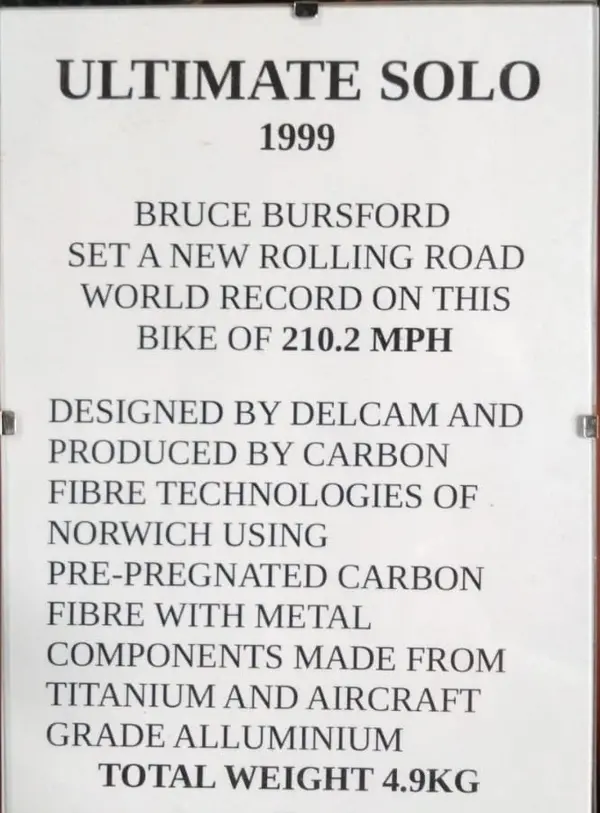 ULTIMATE SOLO
1999
BRUCE BURSFORD
SET A NEW ROLLING ROAD
WORLD RECORD ON THIS
BIKE OF 210.2 MPH
DESIGNED BY DELCAM AND
PRODUCED BY CARBON
FIBRE TECHNOLOGIES OF
NORWICH USING
PRE-PREGNATED CARBON
FIBRE WITH METAL
COMPONENTS MADE FROM
TITANIUM AND AIRCRAFT
GRADE ALLUMINIUM
TOTAL WEIGHT 4.9KG